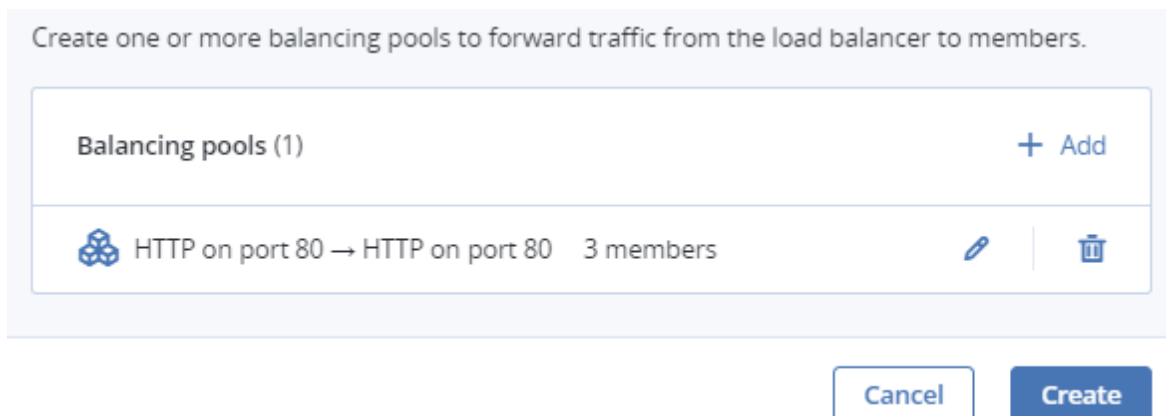 Create one or more balancing pools to forward traffic from the load balancer to members.
Balancing pools (1)
+ Add
HTTP on port 80 → HTTP on port 80 3 members
Cancel
Create